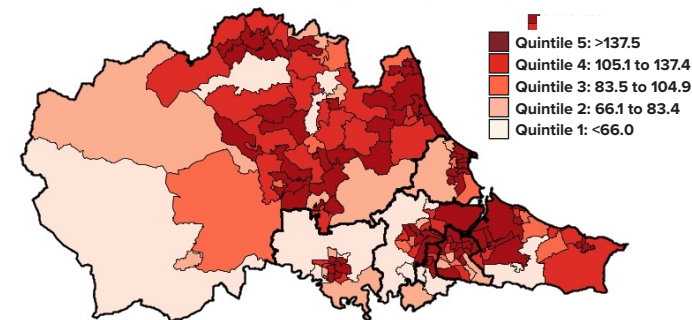 Quintile 5: >137.5
Quintile 4: 105.1 to 137.4
Quintile 3: 83.5 to 104.9
Quintile 2: 66.1 to 83.4
Quintile 1: <66.0